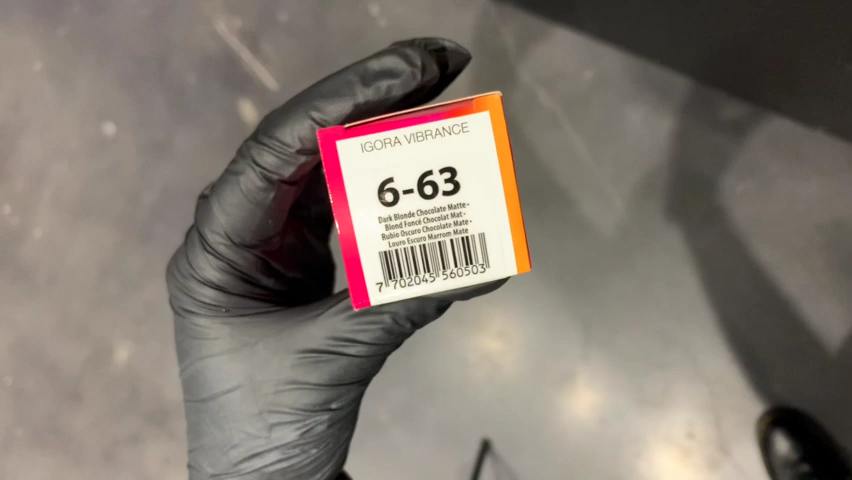 IGORA VIBRANCE
6-63
Dark Blonde Chocolate Matte •
Blond Foncé Chocolat Mat •
Rubio Oscuro Chocolate Mate •
Louro Escuro Marrom Mate
7 702045 560503